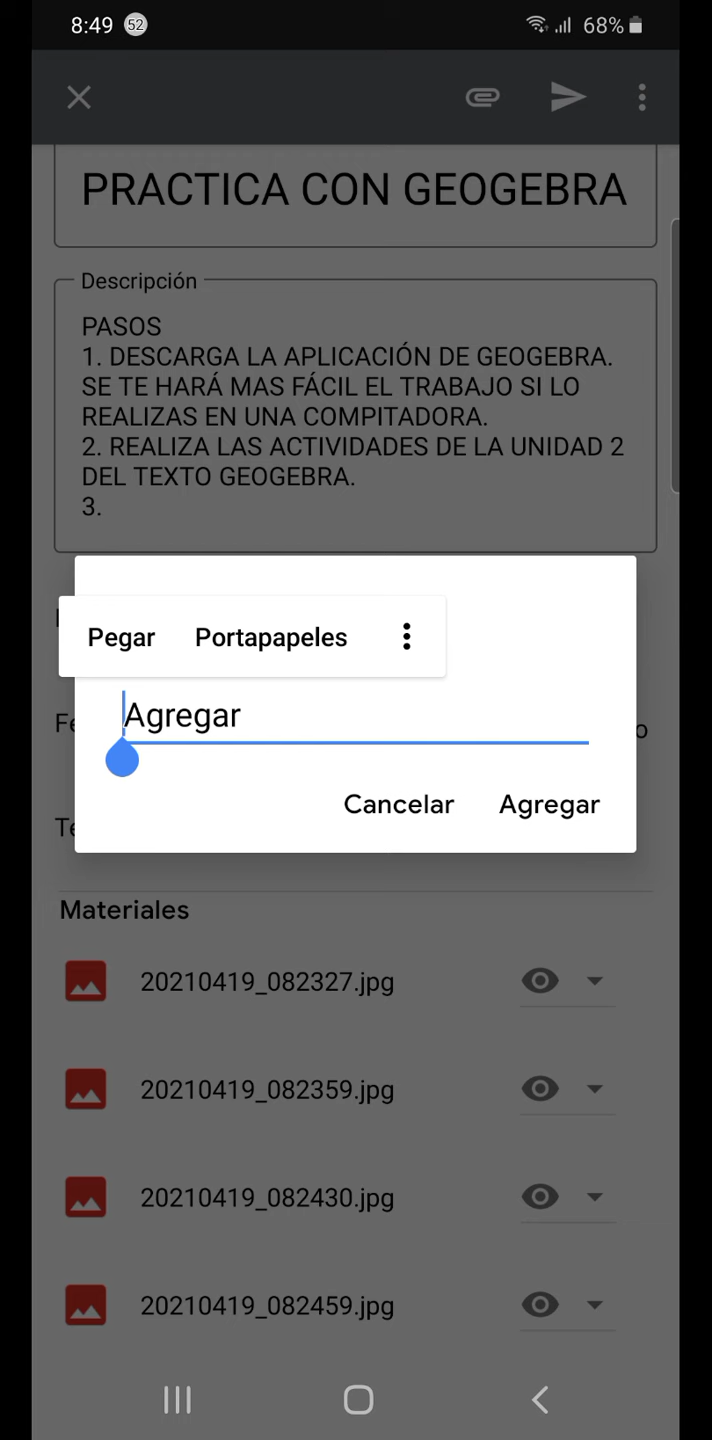 8:49 52 68%
PRACTICA CON GEOGEBRA
Descripción
PASOS
1. DESCARGA LA APLICACIÓN DE GEOGEBRA.
SE TE HARÁ MAS FÁCIL EL TRABAJO SI LO
REALIZAS EN UNA COMPITADORA.
2. REALIZA LAS ACTIVIDADES DE LA UNIDAD 2
DEL TEXTO GEOGEBRA.
3.
Pegar Portapapeles
Agregar
Cancelar Agregar
Materiales
20210419_082327.jpg
20210419_082359.jpg
20210419_082430.jpg
20210419_082459.jpg